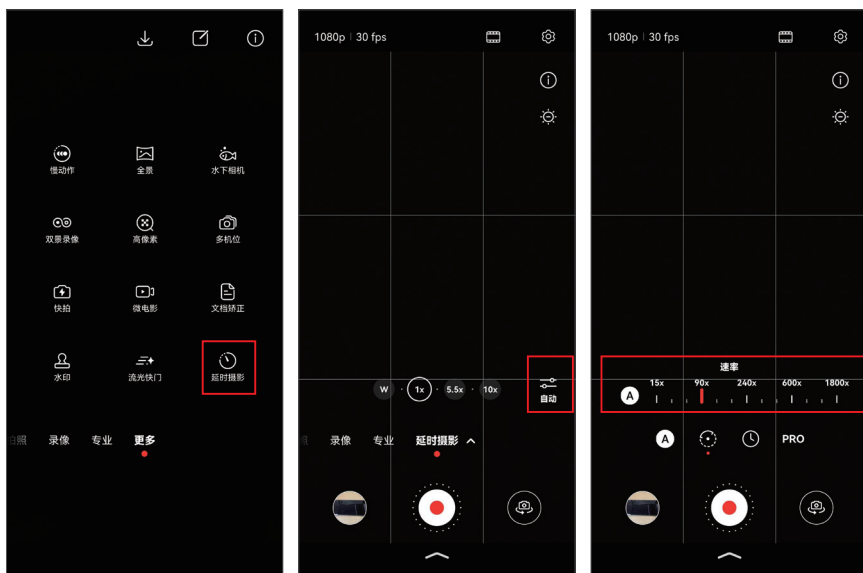 慢动作 全景 水下相机
双景录像 高像素 多机位
快拍 微电影 文档矫正
水印 流光快门 延时摄影
拍照 录像 专业 更多
1080p 30 fps
W 1x 5.5x 10x
自动
录像 专业 延时摄影
1080p 30 fps
速率
15x 90x 240x 600x 1800x
A
A PRO